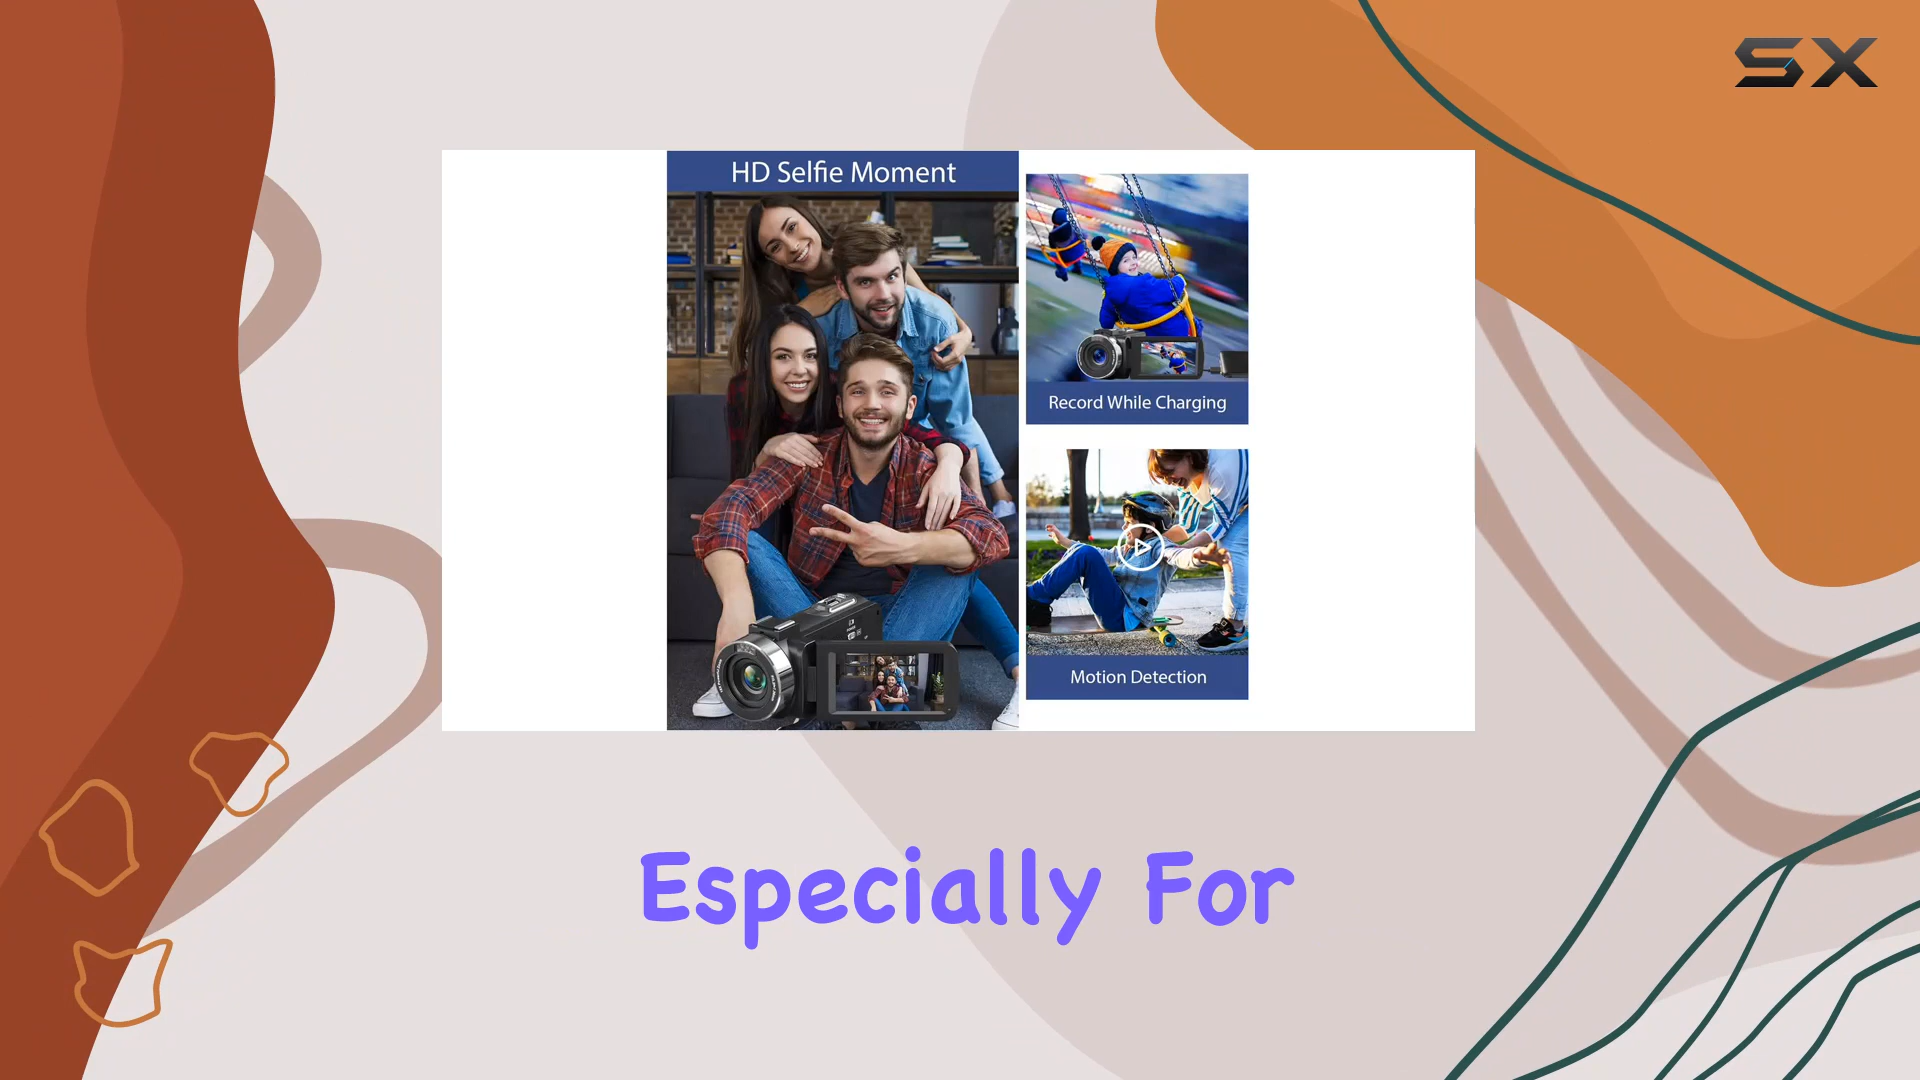 SX
HD Selfie Moment
Record While Charging
Motion Detection
Especially For